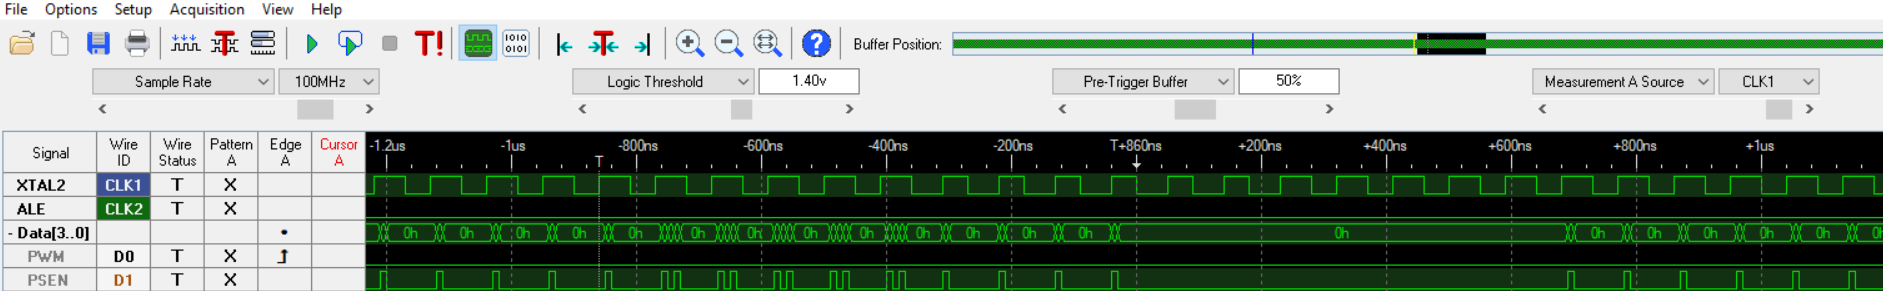 File Options Setup Acquisition View Help
T! 1010 0101 ? Buffer Position:
Sample Rate 100MHz Logic Threshold 1.40v Pre-Trigger Buffer 50% Measurement A Source CLK1
Signal Wire ID Wire Status Pattern A Edge A Cursor A -1.2us -1us -800ns -600ns -400ns -200ns T+860ns +200ns +400ns +600ns +800ns +1us
T
XTAL2 CLK1 T X
ALE CLK2 T X
- Data[3..0] 0h 0h 0h 0h 0h 0h 0h 0h 0h 0h 0h 0h 0h 0h 0h 0h 0h 0h 0h
PWM D0 T X
PSEN D1 T X